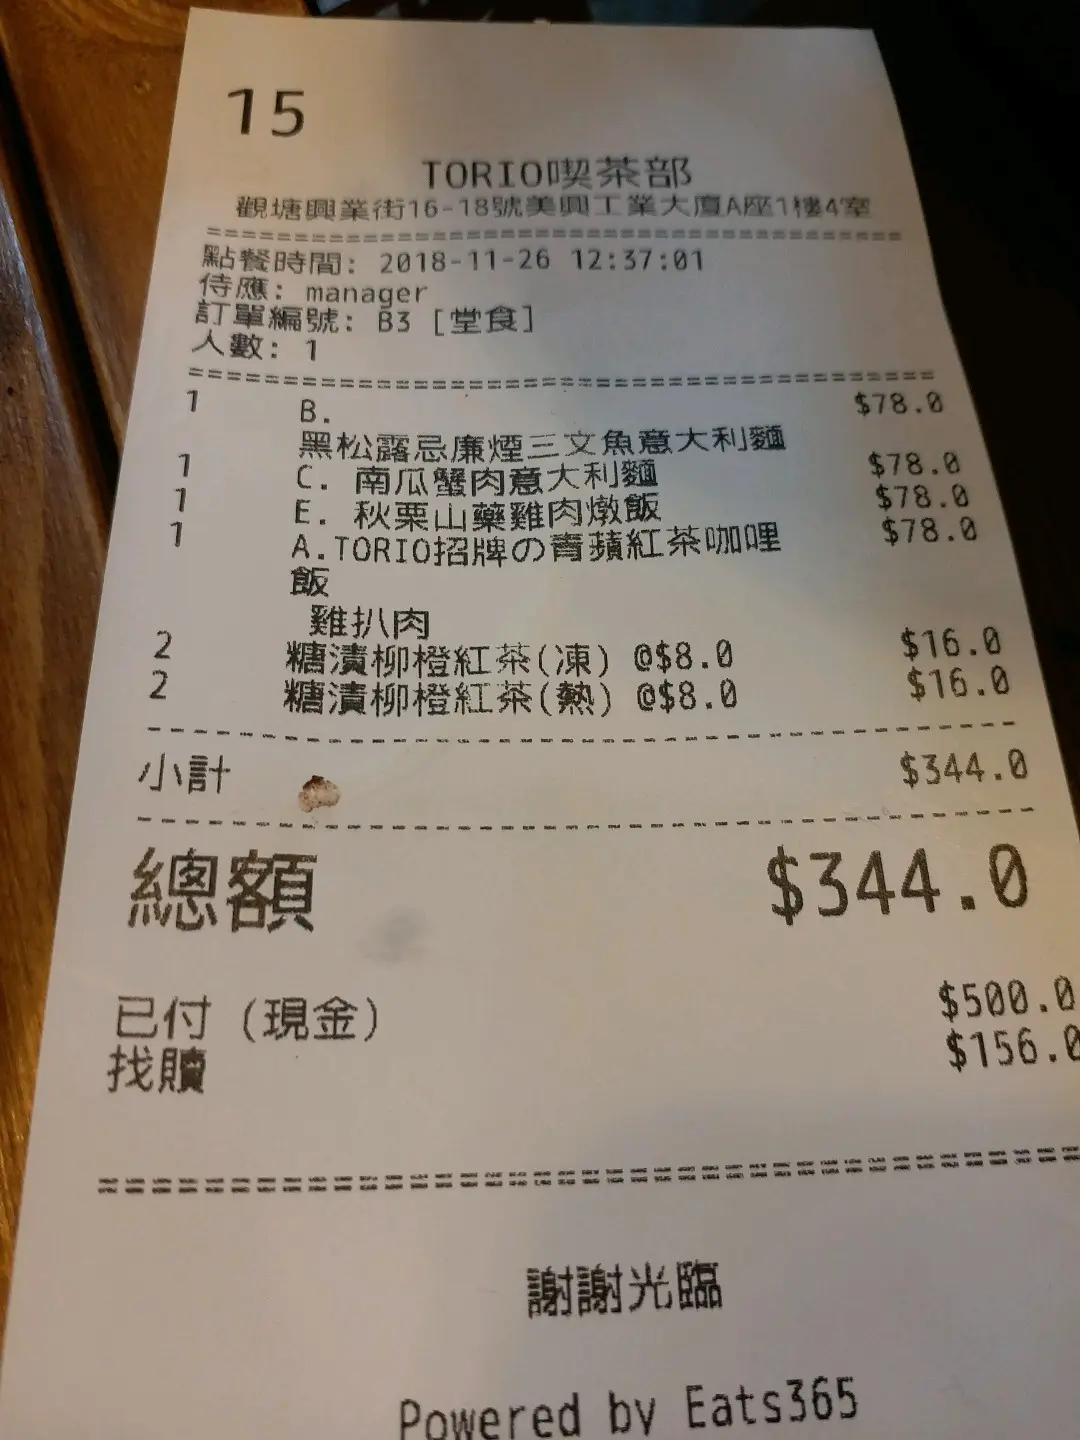 15
TORIO喫茶部
觀塘興業街16-18號美興工業大廈A座1樓4室
點餐時間: 2018-11-26 12:37:01
侍應: manager
訂單編號: B3 [堂食]
人數: 1
1 B. $78.0
黑松露忌廉煙三文魚意大利麵
1 C. 南瓜蟹肉意大利麵 $78.0
1 E. 秋栗山藥雞肉燉飯 $78.0
1 A.TORIO招牌の青蘋紅茶咖哩 $78.0
飯
雞扒肉
2 糖漬柳橙紅茶(凍) @$8.0 $16.0
2 糖漬柳橙紅茶(熱) @$8.0 $16.0
小計 $344.0
總額 $344.0
已付 (現金) $500.0
找贖 $156.0
謝謝光臨
Powered by Eats365